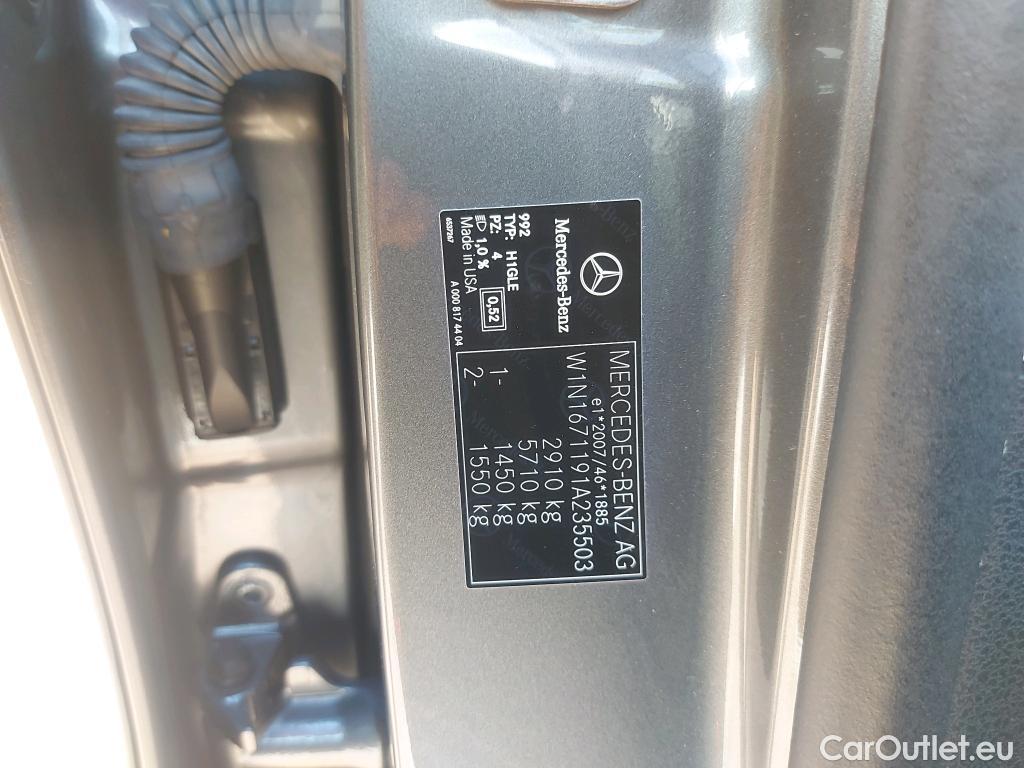 Mercedes-Benz
992
TYP: H1GLE
PZ: 4
1,0 %
0,52
Made in USA
4537267
A 000 817 44 04
MERCEDES-BENZ AG
e1*2007/46*1885
W1N1671191A235503
2910 kg
5710 kg
1- 1450 kg
2- 1550 kg
CarOutlet.eu